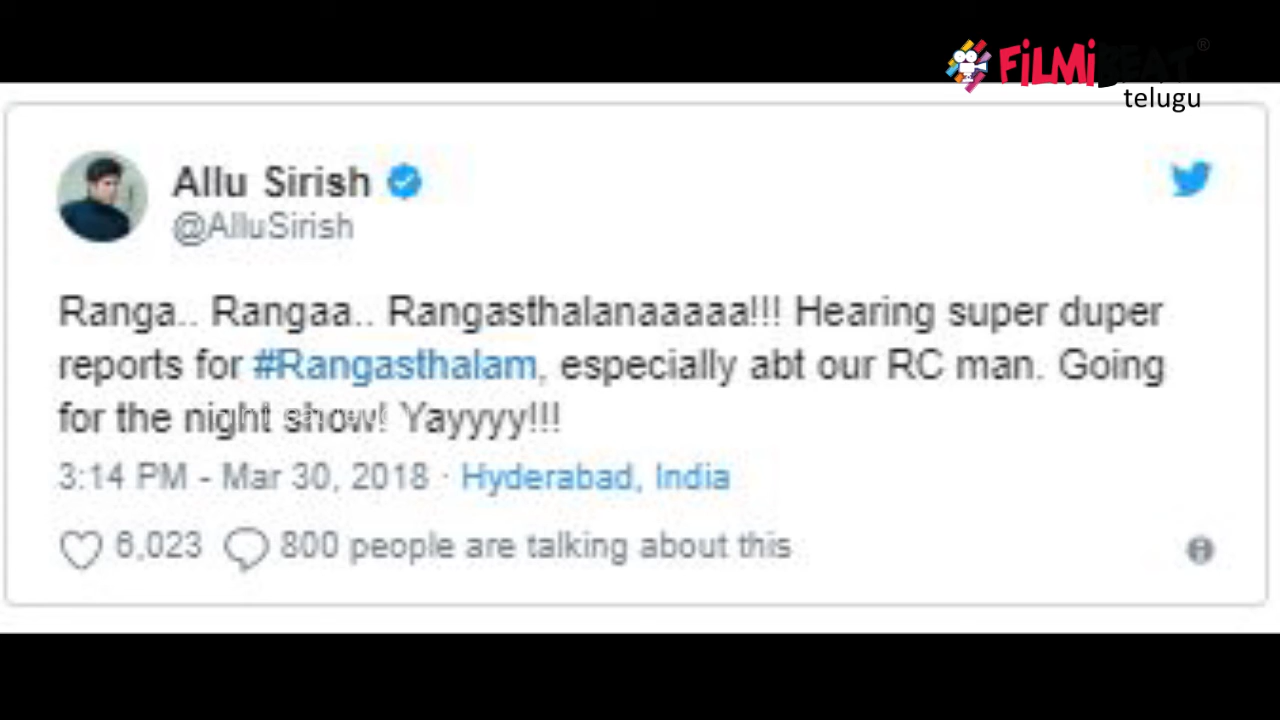 FiLMiBEAT®
telugu
Allu Sirish
@AlluSirish
Ranga.. Rangaa.. Rangasthalanaaaaa!!! Hearing super duper
reports for #Rangasthalam, especially abt our RC man. Going
for the night show! Yayyyy!!!
3:14 PM - Mar 30, 2018 · Hyderabad, India
6,023 800 people are talking about this